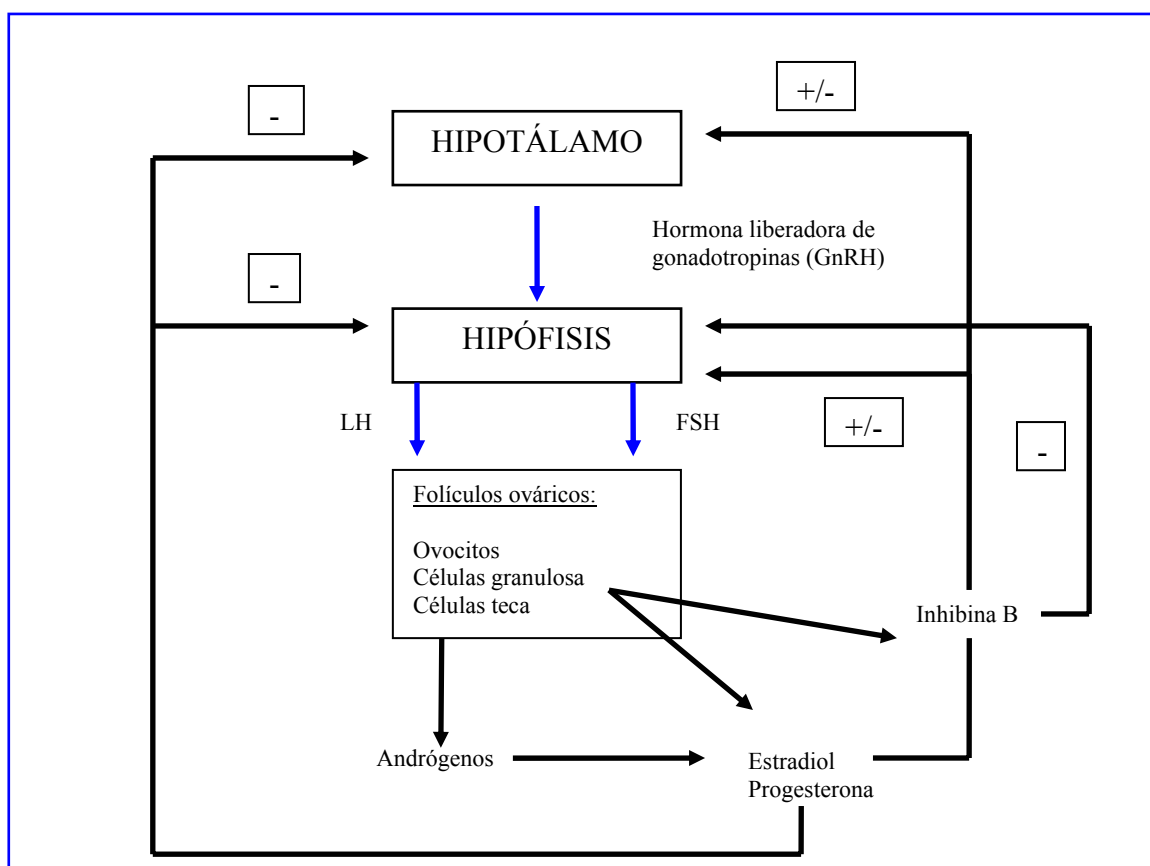 +/-
-
HIPOTÁLAMO
Hormona liberadora de
gonadotropinas (GnRH)
-
HIPÓFISIS
LH
FSH
+/-
-
Folículos ováricos:
Ovocitos
Células granulosa
Células teca
Inhibina B
Andrógenos
Estradiol
Progesterona